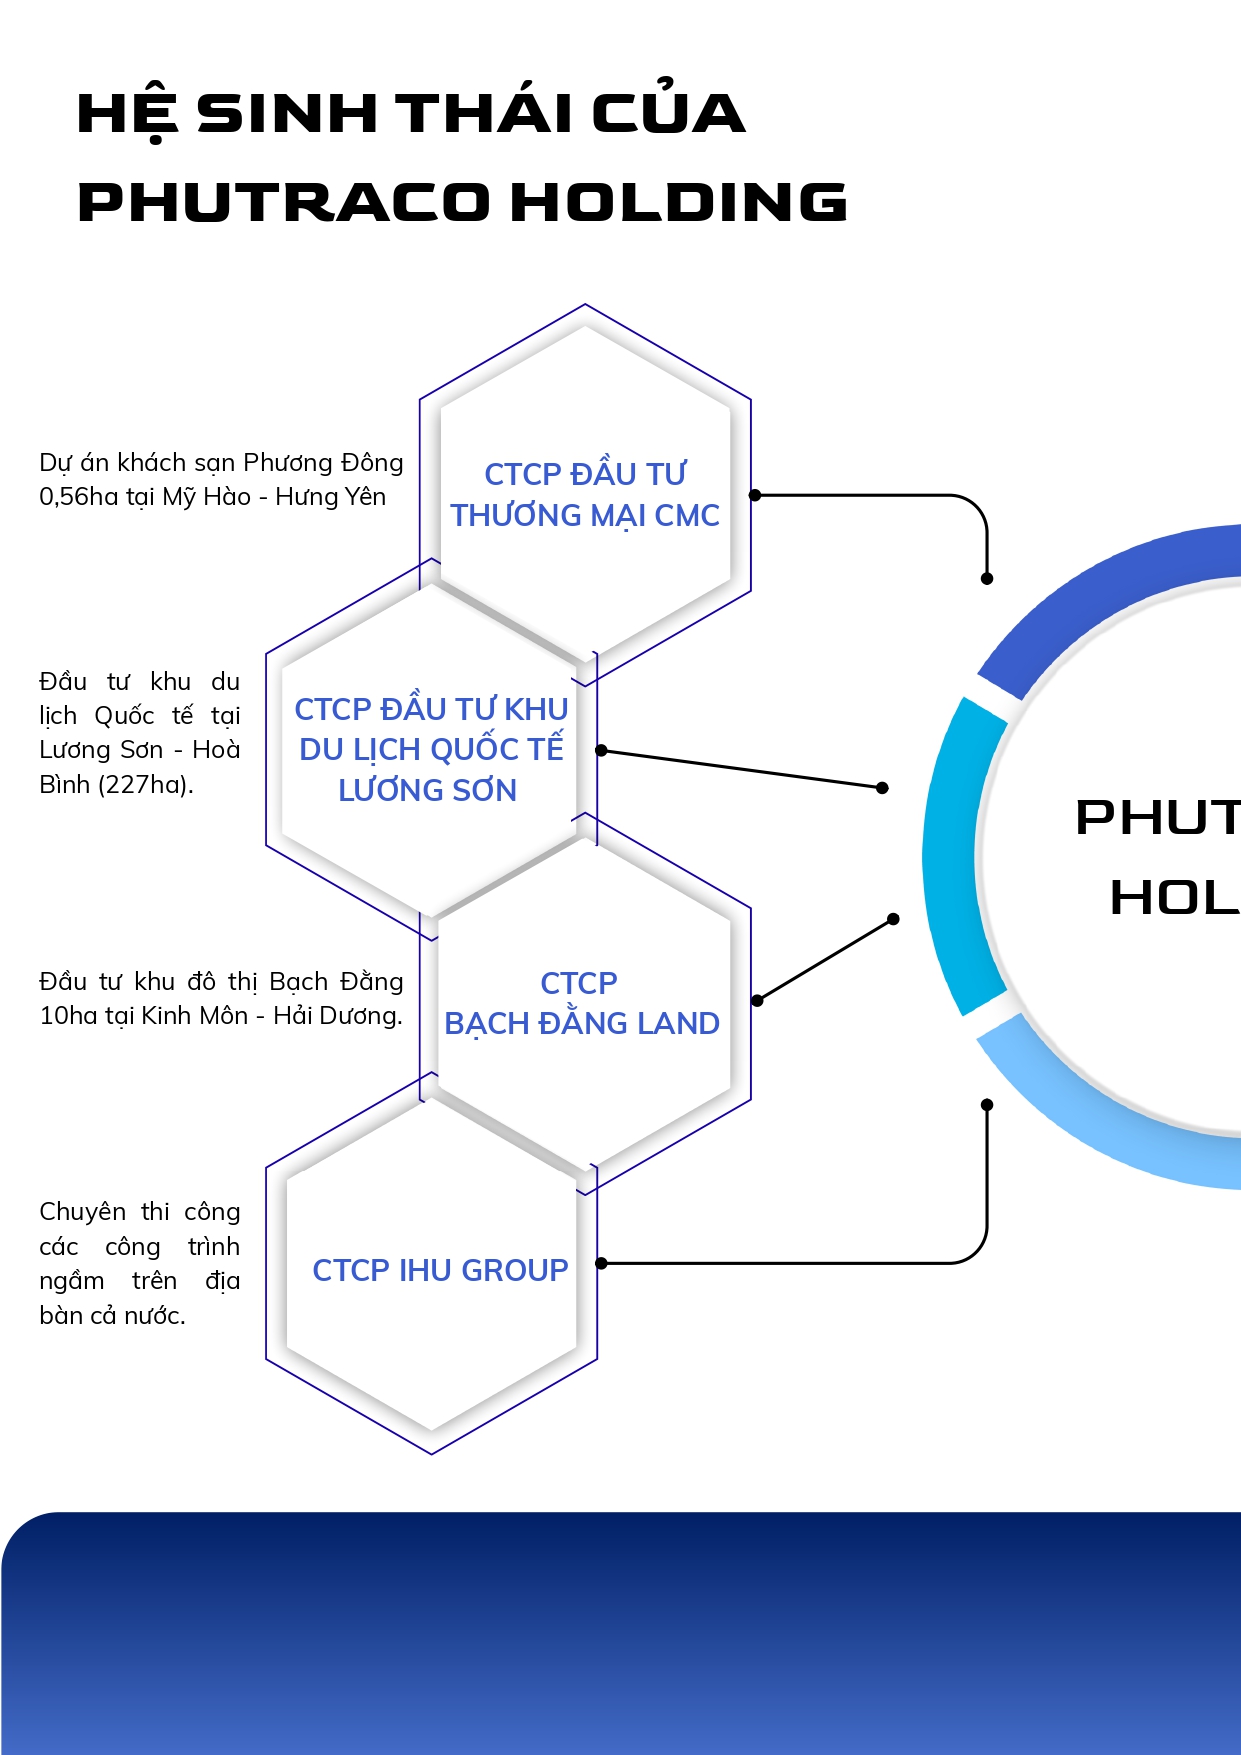 HỆ SINH THÁI CỦA
PHUTRACO HOLDING
Dự án khách sạn Phương Đông
0,56ha tại Mỹ Hào - Hưng Yên
CTCP ĐẦU TƯ
THƯƠNG MẠI CMC
Đầu tư khu du
lịch Quốc tế tại
Lương Sơn - Hoà
Bình (227ha).
CTCP ĐẦU TƯ KHU
DU LỊCH QUỐC TẾ
LƯƠNG SƠN
PHUT
HOL
Đầu tư khu đô thị Bạch Đằng
10ha tại Kinh Môn - Hải Dương.
CTCP
BẠCH ĐẰNG LAND
Chuyên thi công
các công trình
ngầm trên địa
bàn cả nước.
CTCP IHU GROUP